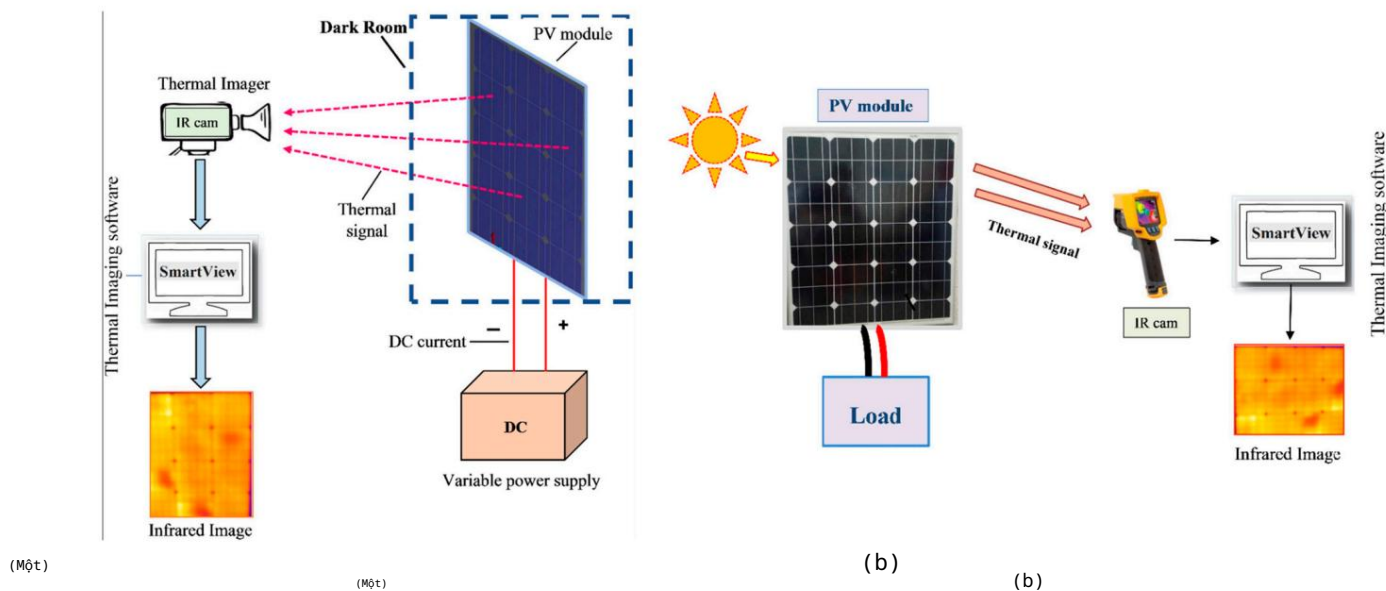 Dark Room
PV module
Thermal Imager
IR cam
Thermal
signal
Thermal Imaging software
SmartView
DC current
−
+
DC
Variable power supply
Infrared Image
(Một)
(Một)
PV module
Thermal signal
IR cam
SmartView
Thermal Imaging software
Load
Infrared Image
(b)
(b)